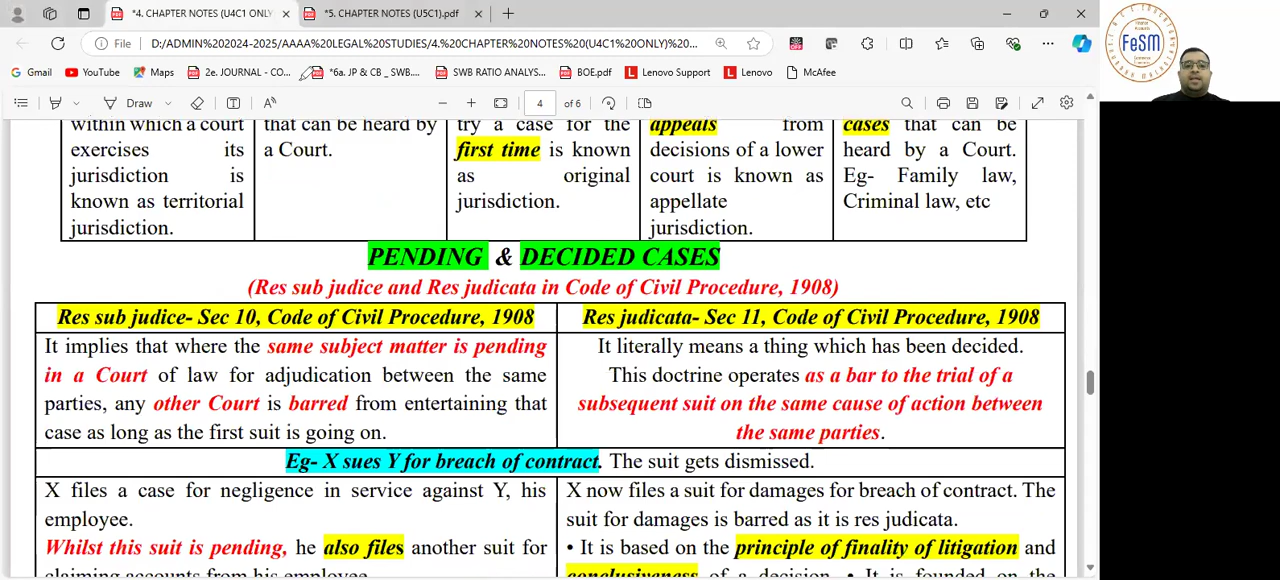 *4. CHAPTER NOTES (U4C1 ONLY)
*5. CHAPTER NOTES (U5C1).pdf
File
D:/ADMIN%202024-2025/AAAA%20LEGAL%20STUDIES/4.%20CHAPTER%20NOTES%20(U4C1%20ONLY)%20...
Gmail
YouTube
Maps
2e. JOURNAL - CO...
*6a. JP & CB _ SWB....
SWB RATIO ANALYS...
BOE.pdf
Lenovo Support
Lenovo
McAfee
Draw
4 of 6
FeSM
within which a court
exercises its
jurisdiction is
known as territorial
jurisdiction.
that can be heard by
a Court.
try a case for the
first time is known
as original
jurisdiction.
appeals from
decisions of a lower
court is known as
appellate
jurisdiction.
cases that can be
heard by a Court.
Eg- Family law,
Criminal law, etc
PENDING & DECIDED CASES
(Res sub judice and Res judicata in Code of Civil Procedure, 1908)
Res sub judice- Sec 10, Code of Civil Procedure, 1908
It implies that where the same subject matter is pending
in a Court of law for adjudication between the same
parties, any other Court is barred from entertaining that
case as long as the first suit is going on.
Res judicata- Sec 11, Code of Civil Procedure, 1908
It literally means a thing which has been decided.
This doctrine operates as a bar to the trial of a
subsequent suit on the same cause of action between
the same parties.
Eg- X sues Y for breach of contract. The suit gets dismissed.
X files a case for negligence in service against Y, his
employee.
Whilst this suit is pending, he also files another suit for
claiming accounts from his employee.
X now files a suit for damages for breach of contract. The
suit for damages is barred as it is res judicata.
• It is based on the principle of finality of litigation and
conclusiveness of a decision. • It is founded on the